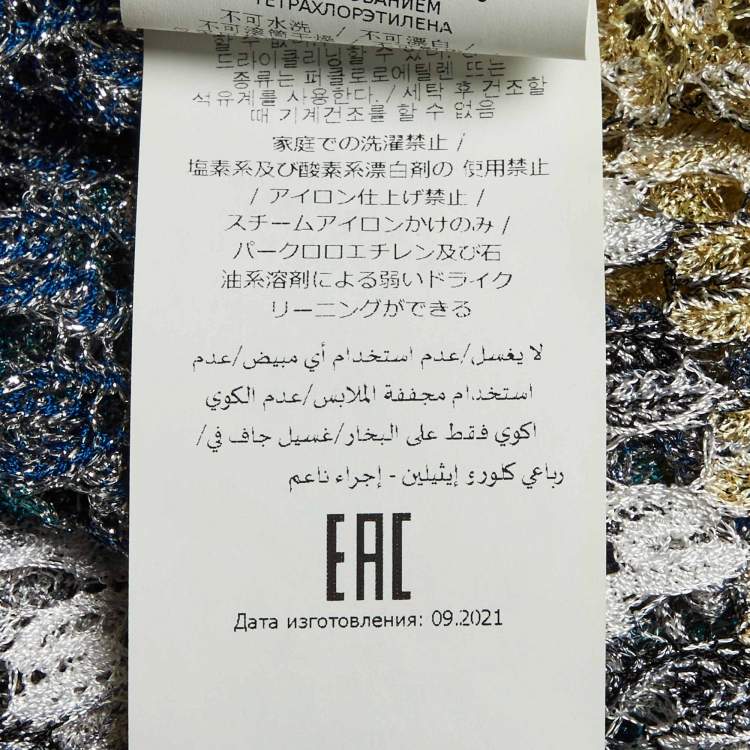 ТЕТРАХЛОРЭТИЛЕНА
不可水洗 /
드라이클리닝할 수 있다.
종류는 퍼클로로에틸렌 또는
석유계를 사용한다. / 세탁 후 건조할
때 기계건조를 할 수 없음
家庭での洗濯禁止 /
塩素系及び酸素系漂白剤の 使用禁止
/ アイロン仕上げ禁止 /
スチームアイロンかけのみ /
パークロロエチレン及び石
油系溶剤による弱いドライク
リーニングができる
لا يغسل/عدم استخدام أي مبيض/عدم
استخدام مجففة الملابس/عدم الكوي
اكوي فقط على البخار/غسيل جاف في/
رباعي كلورو إيثيلين - إجراء ناعم
EAC
Дата изготовления: 09.2021